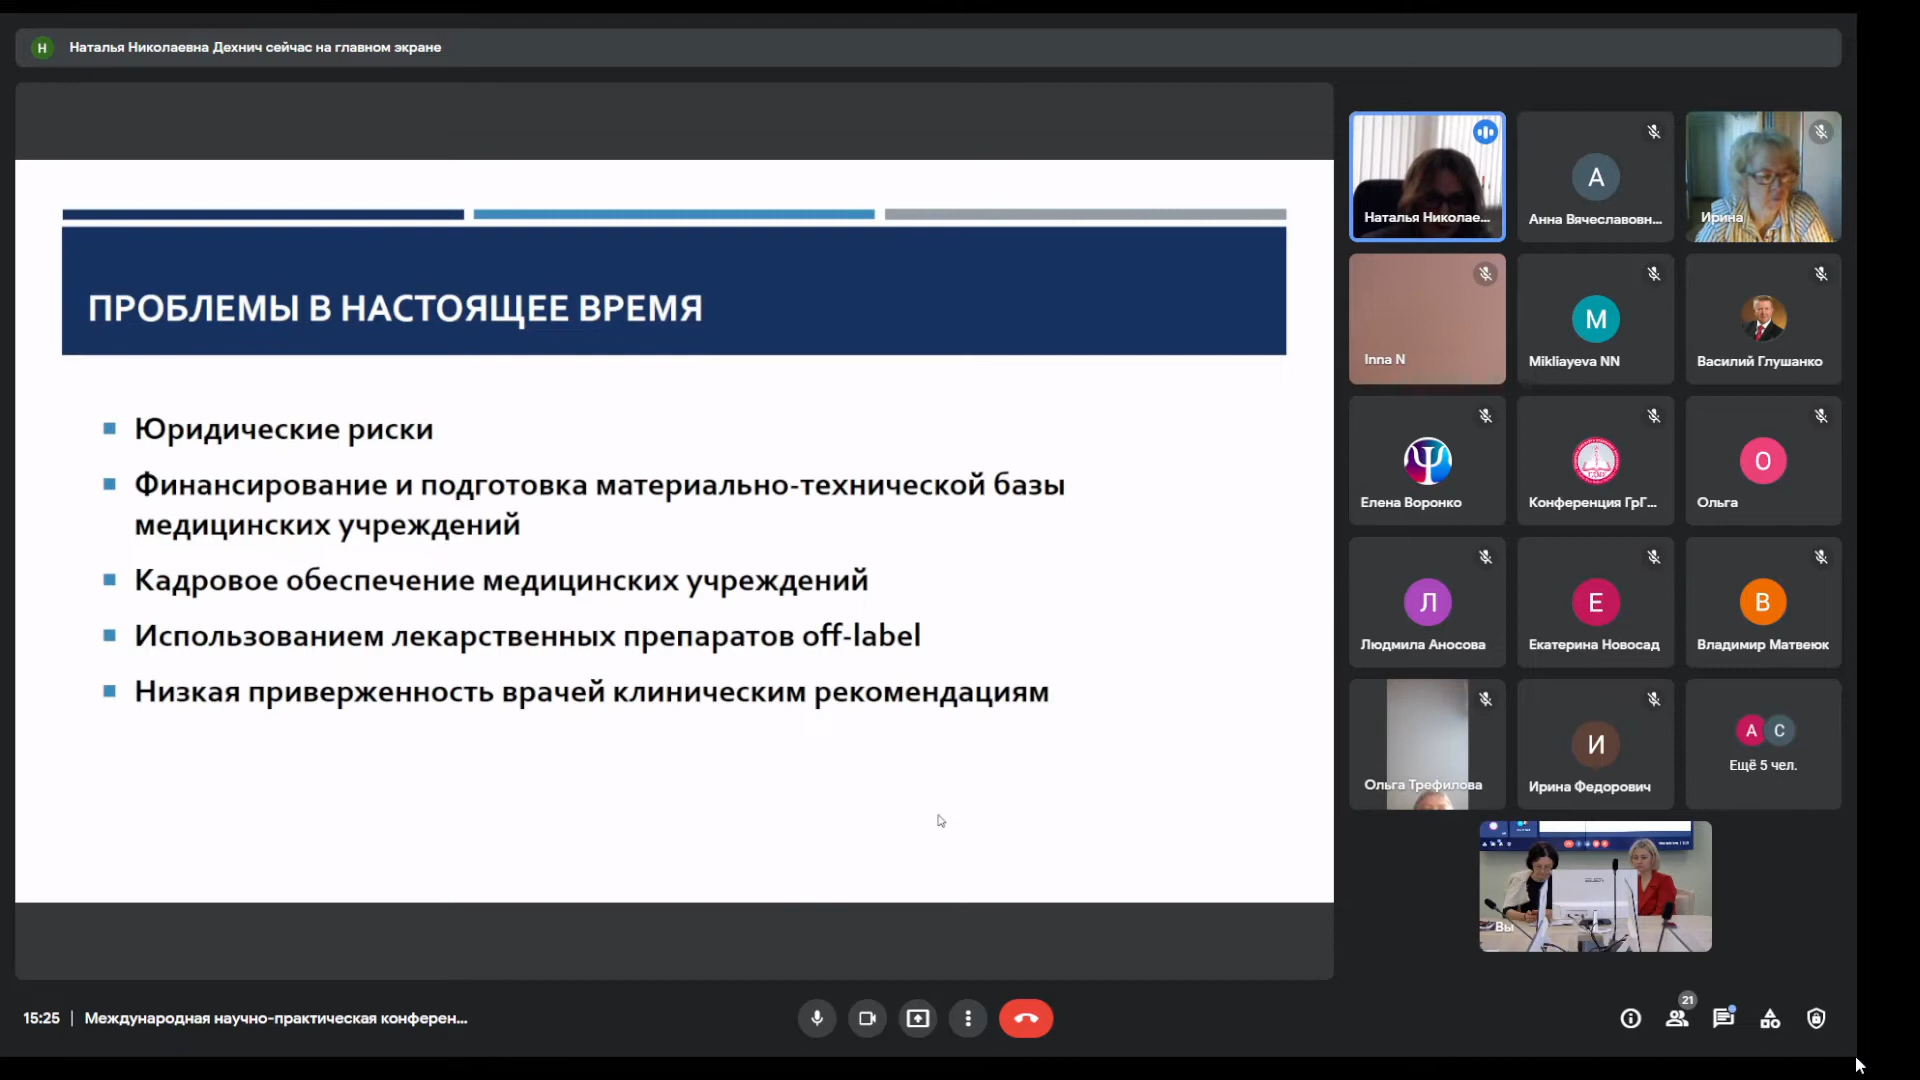 Н Наталья Николаевна Дехнич сейчас на главном экране
ПРОБЛЕМЫ В НАСТОЯЩЕЕ ВРЕМЯ
Юридические риски
Финансирование и подготовка материально-технической базы
медицинских учреждений
Кадровое обеспечение медицинских учреждений
Использованием лекарственных препаратов off-label
Низкая приверженность врачей клиническим рекомендациям
Наталья Николае...
А
Анна Вячеславовн...
Ирина
Inna N
M
Mikliayeva NN
Василий Глушанко
Ψ
Елена Воронко
Конференция ГрГ...
О
Ольга
Л
Людмила Аносова
Е
Екатерина Новосад
В
Владимир Матвеюк
Ольга Трефилова
И
Ирина Федорович
А С
Ещё 5 чел.
Вы
15:25 | Международная научно-практическая конферен...
21